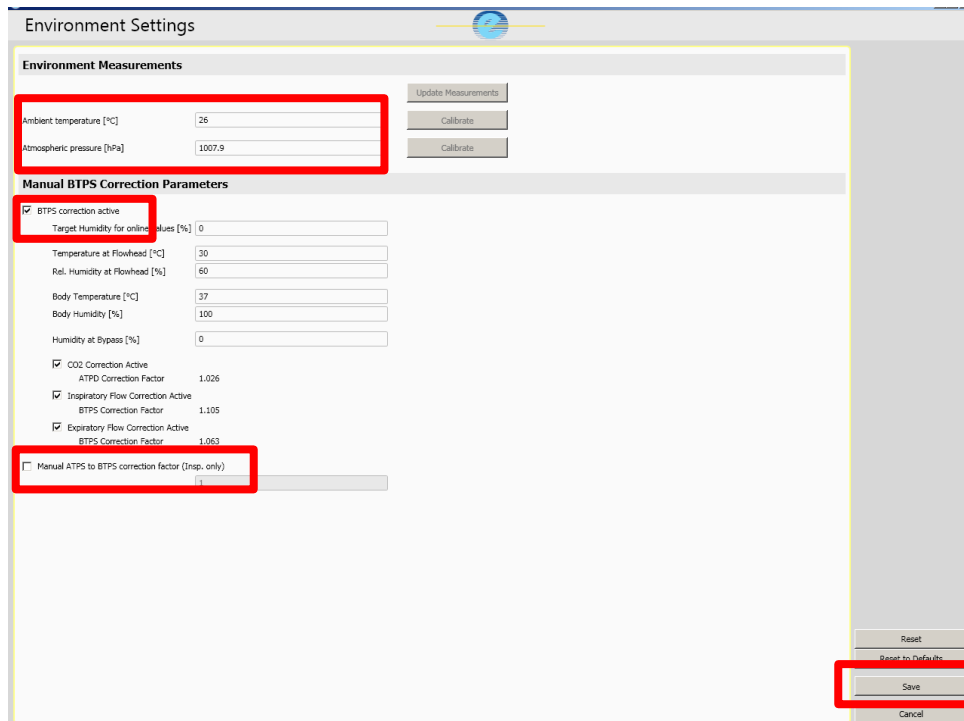 Environment Settings
Environment Measurements
Update Measurements
Ambient temperature [°C] 26 Calibrate
Atmospheric pressure [hPa] 1007.9 Calibrate
Manual BTPS Correction Parameters
BTPS correction active
Target Humidity for online values [%] 0
Temperature at Flowhead [°C] 30
Rel. Humidity at Flowhead [%] 60
Body Temperature [°C] 37
Body Humidity [%] 100
Humidity at Bypass [%] 0
CO2 Correction Active
ATPD Correction Factor 1.026
Inspiratory Flow Correction Active
BTPS Correction Factor 1.105
Expiratory Flow Correction Active
BTPS Correction Factor 1.063
Manual ATPS to BTPS correction factor (Insp. only)
1
Reset
Reset to Defaults
Save
Cancel